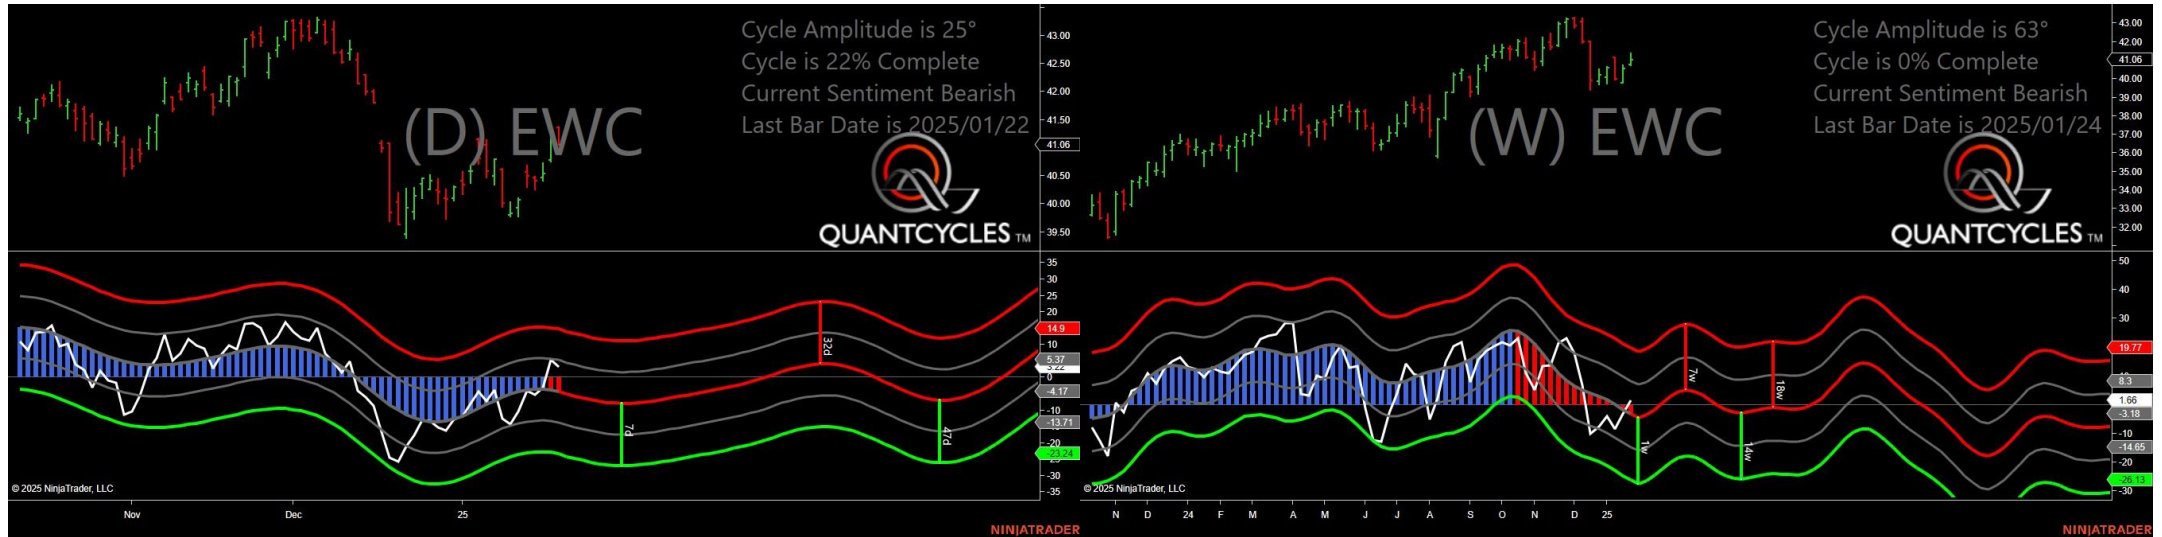 Cycle Amplitude is 25°
Cycle is 22% Complete
Current Sentiment Bearish
Last Bar Date is 2025/01/22
(D) EWC
QUANTCYCLES TM
43.00
42.50
42.00
41.50
41.06
40.50
40.00
39.50
35
30
25
20
14.9
10
5.37
3.22
0
-4.17
-10
-13.71
-20
-23.24
-30
-35
32d
7d
47d
© 2025 NinjaTrader, LLC
Nov
Dec
25
NINJATRADER
Cycle Amplitude is 63°
Cycle is 0% Complete
Current Sentiment Bearish
Last Bar Date is 2025/01/24
(W) EWC
QUANTCYCLES TM
43.00
42.00
41.06
40.00
39.00
38.00
37.00
36.00
35.00
34.00
33.00
32.00
50
40
30
19.77
8.3
1.66
-3.18
-10
-14.65
-20
-26.13
-30
7w
18w
1w
14w
© 2025 NinjaTrader, LLC
N D 24 F M A M J J A S O N D 25
NINJATRADER